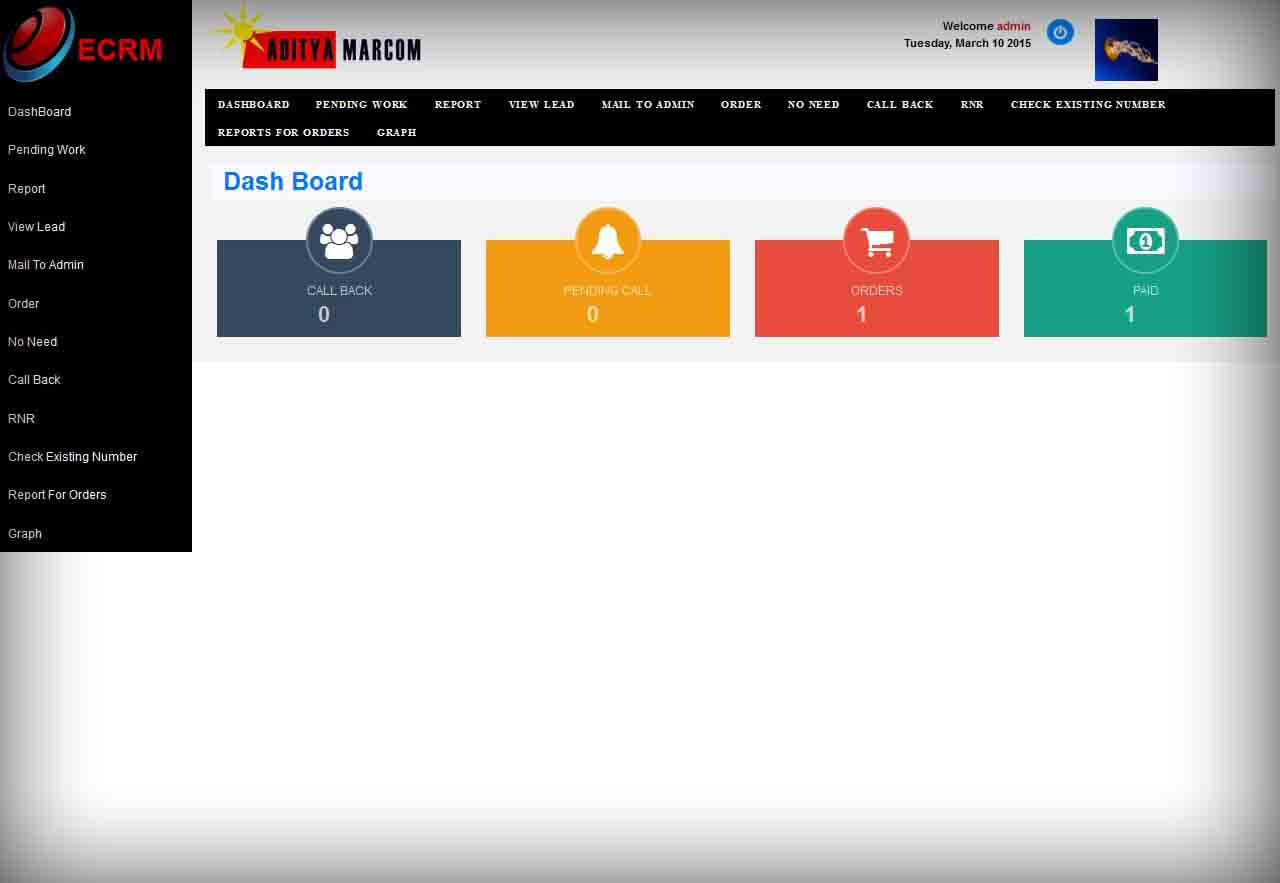 ECRM
DashBoard
Pending Work
Report
View Lead
Mail To Admin
Order
No Need
Call Back
RNR
Check Existing Number
Report For Orders
Graph
ADITYA MARCOM
Welcome admin
Tuesday, March 10 2015
DASHBOARD PENDING WORK REPORT VIEW LEAD MAIL TO ADMIN ORDER NO NEED CALL BACK RNR CHECK EXISTING NUMBER
REPORTS FOR ORDERS GRAPH
Dash Board
CALL BACK
0
PENDING CALL
0
ORDERS
1
1
PAID
1